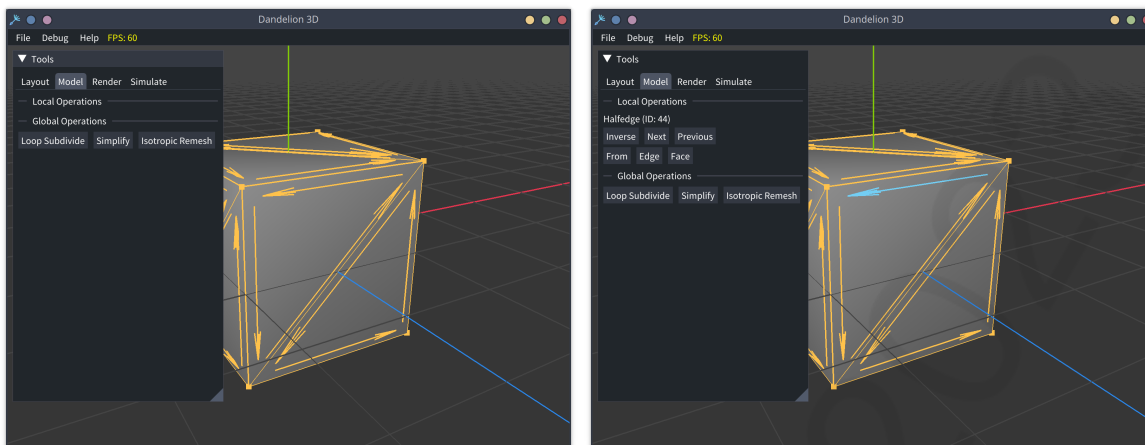 Dandelion 3D
File Debug Help FPS: 60
Tools
Layout Model Render Simulate
Local Operations
Global Operations
Loop Subdivide Simplify Isotropic Remesh
Dandelion 3D
File Debug Help FPS: 60
Tools
Layout Model Render Simulate
Local Operations
Halfedge (ID: 44)
Inverse Next Previous
From Edge Face
Global Operations
Loop Subdivide Simplify Isotropic Remesh